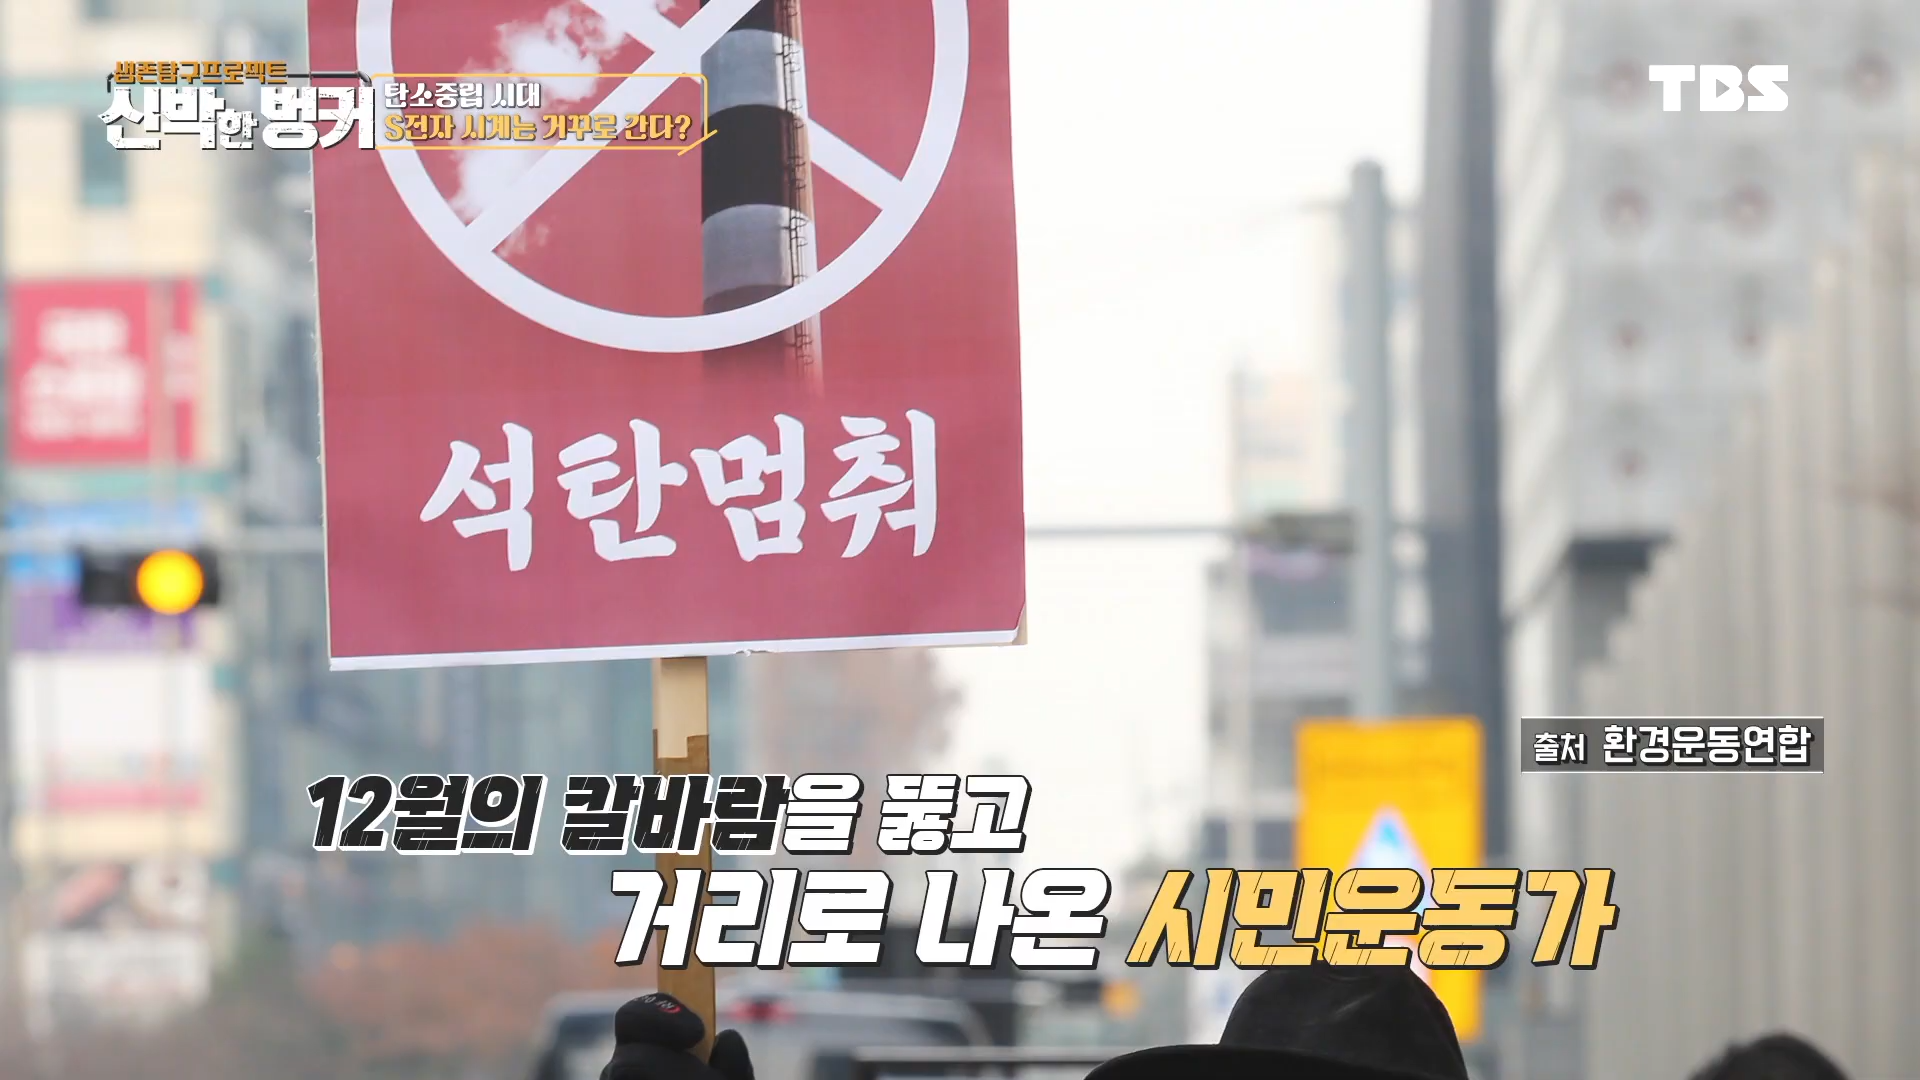 생존탐구프로젝트
신박한 벙커
탄소중립 시대
S전자 시계는 거꾸로 간다?
TBS
석탄멈춰
출처 환경운동연합
12월의 칼바람을 뚫고
거리로 나온 시민운동가